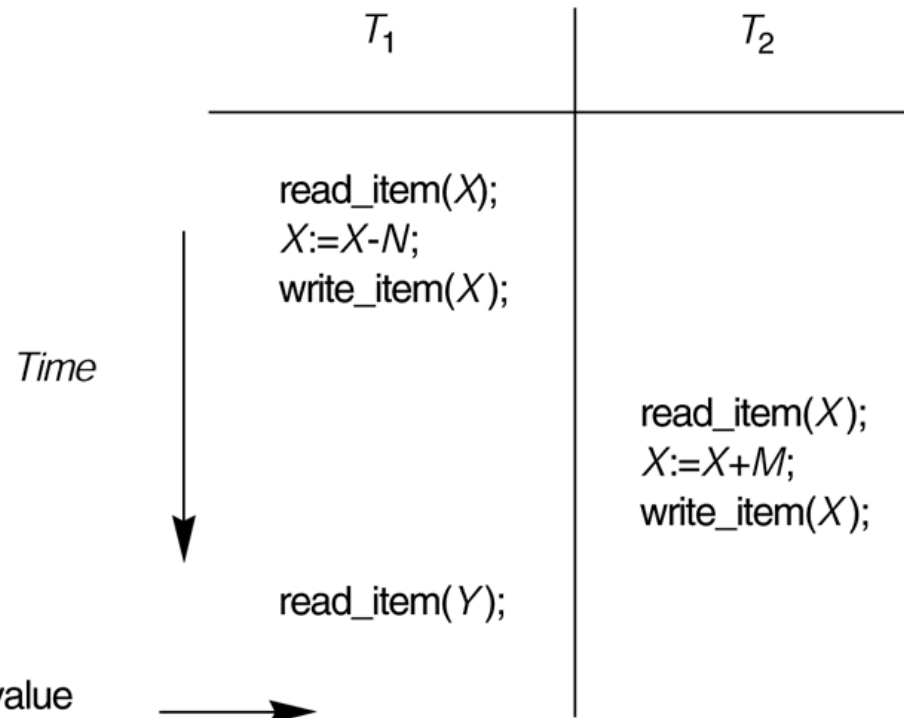 T₁ T₂
read_item(X);
X:=X-N;
write_item(X);
Time
read_item(X);
X:=X+M;
write_item(X);
read_item(Y);
value